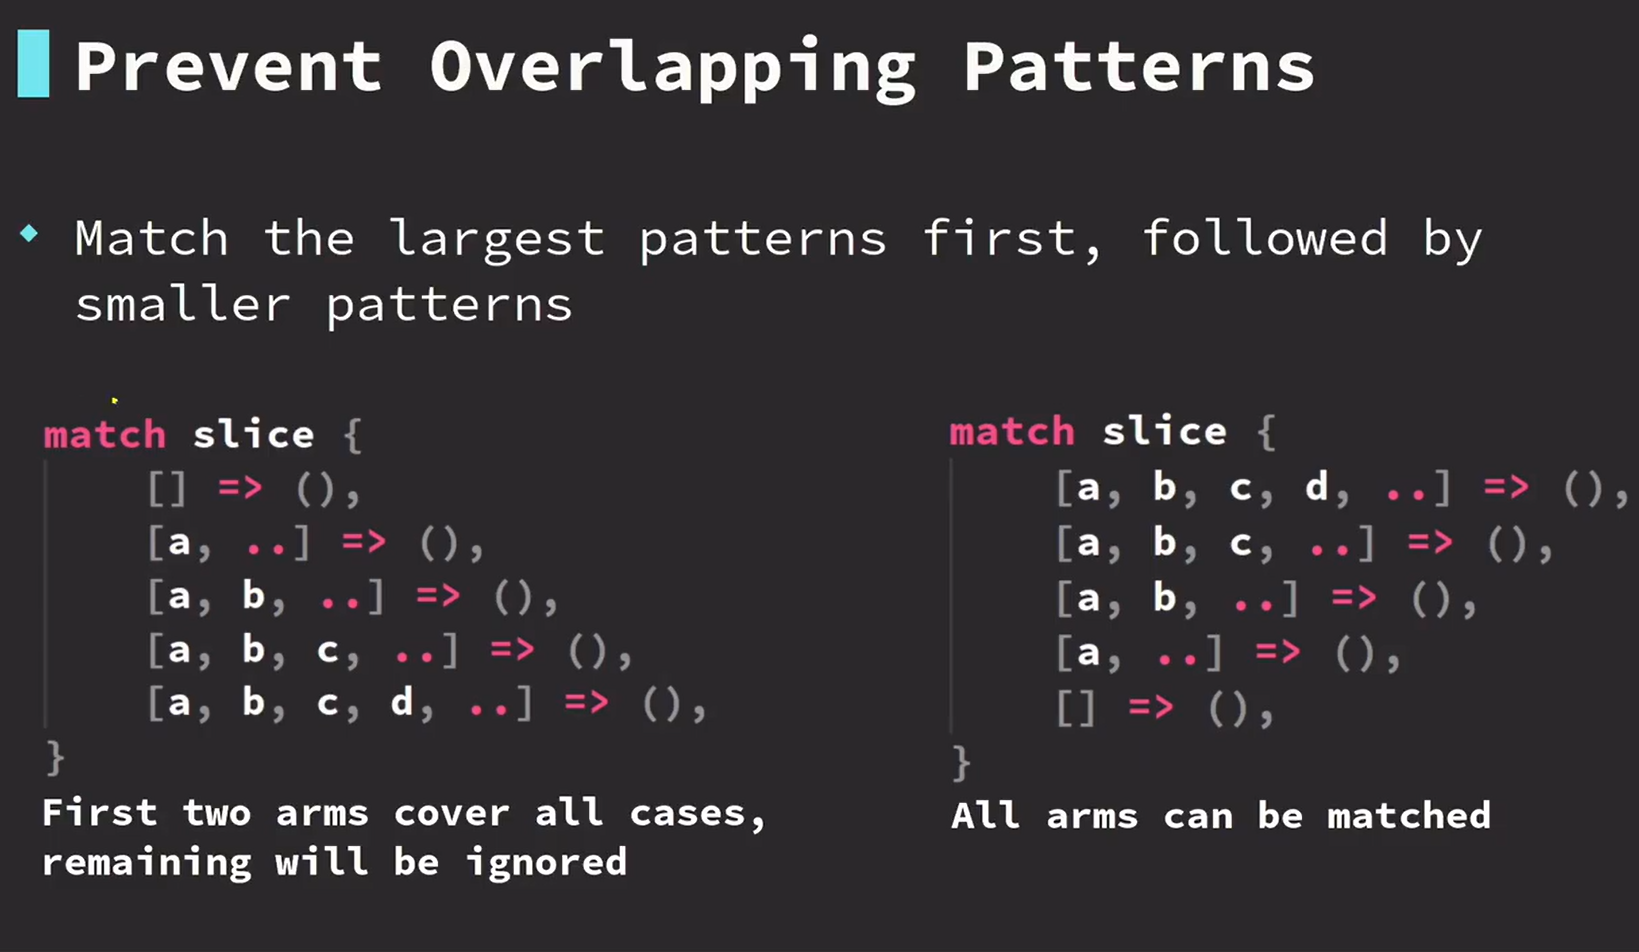 Prevent Overlapping Patterns
Match the largest patterns first, followed by
smaller patterns
match slice {
[] => (),
[a, ..] => (),
[a, b, ..] => (),
[a, b, c, ..] => (),
[a, b, c, d, ..] => (),
}
First two arms cover all cases,
remaining will be ignored
match slice {
[a, b, c, d, ..] => (),
[a, b, c, ..] => (),
[a, b, ..] => (),
[a, ..] => (),
[] => (),
}
All arms can be matched